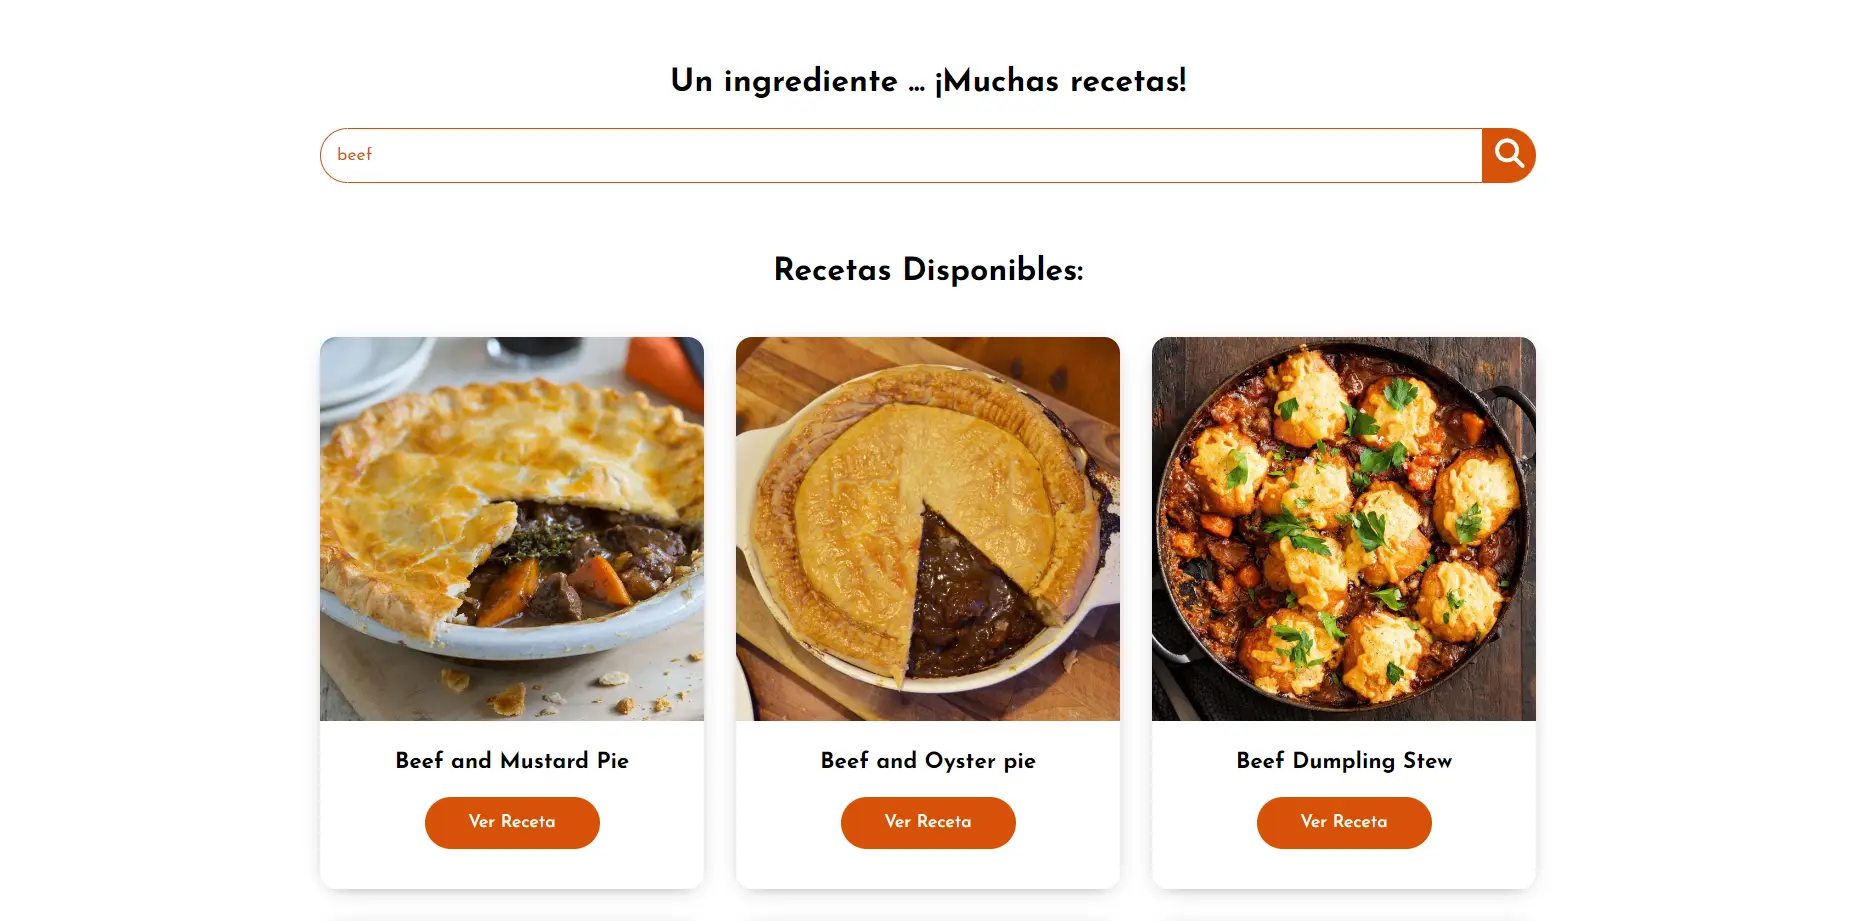 Un ingrediente ... ¡Muchas recetas!
beef
Recetas Disponibles:
Beef and Mustard Pie
Beef and Oyster pie
Beef Dumpling Stew
Ver Receta
Ver Receta
Ver Receta